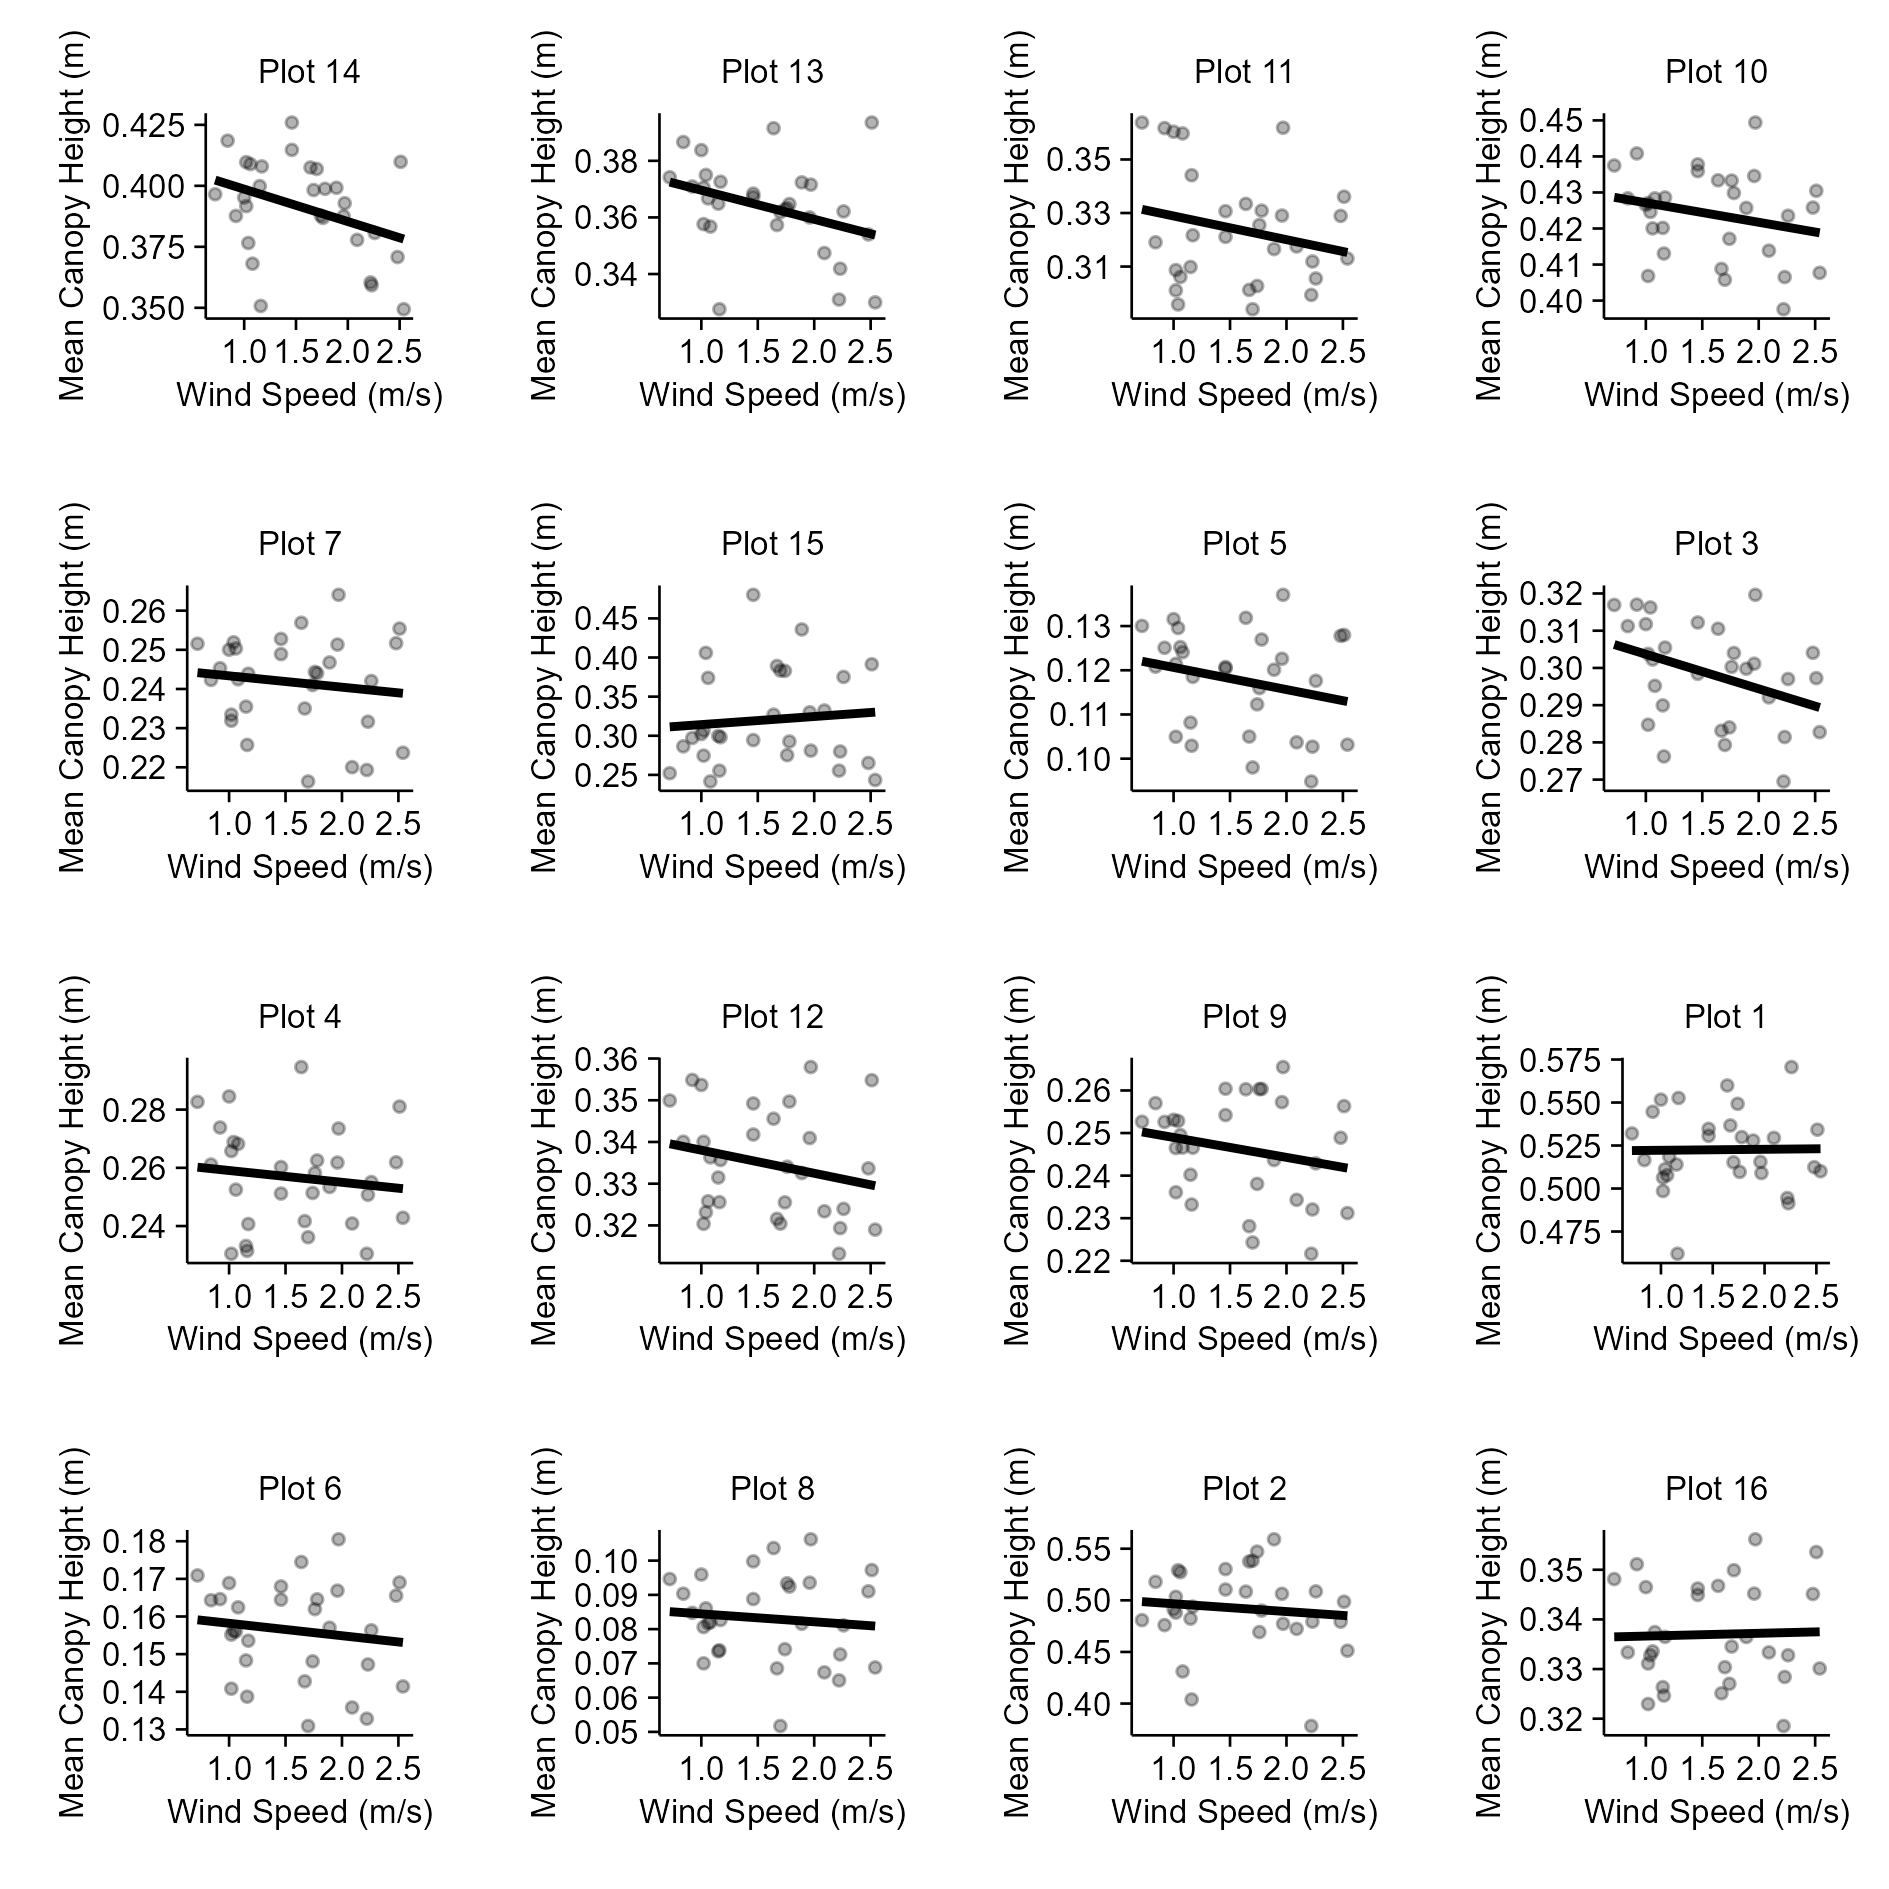 Plot 14
Mean Canopy Height (m)
0.425
0.400
0.375
0.350
1.0 1.5 2.0 2.5
Wind Speed (m/s)
Plot 13
Mean Canopy Height (m)
0.38
0.36
0.34
1.0 1.5 2.0 2.5
Wind Speed (m/s)
Plot 11
Mean Canopy Height (m)
0.35
0.33
0.31
1.0 1.5 2.0 2.5
Wind Speed (m/s)
Plot 10
Mean Canopy Height (m)
0.45
0.44
0.43
0.42
0.41
0.40
1.0 1.5 2.0 2.5
Wind Speed (m/s)
Plot 7
Mean Canopy Height (m)
0.26
0.25
0.24
0.23
0.22
1.0 1.5 2.0 2.5
Wind Speed (m/s)
Plot 15
Mean Canopy Height (m)
0.45
0.40
0.35
0.30
0.25
1.0 1.5 2.0 2.5
Wind Speed (m/s)
Plot 5
Mean Canopy Height (m)
0.13
0.12
0.11
0.10
1.0 1.5 2.0 2.5
Wind Speed (m/s)
Plot 3
Mean Canopy Height (m)
0.32
0.31
0.30
0.29
0.28
0.27
1.0 1.5 2.0 2.5
Wind Speed (m/s)
Plot 4
Mean Canopy Height (m)
0.28
0.26
0.24
1.0 1.5 2.0 2.5
Wind Speed (m/s)
Plot 12
Mean Canopy Height (m)
0.36
0.35
0.34
0.33
0.32
1.0 1.5 2.0 2.5
Wind Speed (m/s)
Plot 9
Mean Canopy Height (m)
0.26
0.25
0.24
0.23
0.22
1.0 1.5 2.0 2.5
Wind Speed (m/s)
Plot 1
Mean Canopy Height (m)
0.575
0.550
0.525
0.500
0.475
1.0 1.5 2.0 2.5
Wind Speed (m/s)
Plot 6
Mean Canopy Height (m)
0.18
0.17
0.16
0.15
0.14
0.13
1.0 1.5 2.0 2.5
Wind Speed (m/s)
Plot 8
Mean Canopy Height (m)
0.10
0.09
0.08
0.07
0.06
0.05
1.0 1.5 2.0 2.5
Wind Speed (m/s)
Plot 2
Mean Canopy Height (m)
0.55
0.50
0.45
0.40
1.0 1.5 2.0 2.5
Wind Speed (m/s)
Plot 16
Mean Canopy Height (m)
0.35
0.34
0.33
0.32
1.0 1.5 2.0 2.5
Wind Speed (m/s)